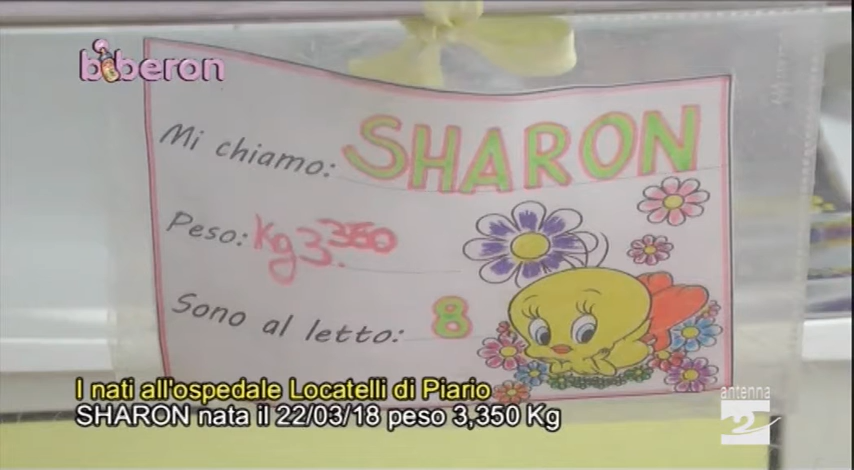 biberon
Mi chiamo: SHARON
Peso: Kg 3.350
Sono al letto: 8
I nati all'ospedale Locatelli di Piario
SHARON nata il 22/03/18 peso 3,350 Kg
antenna
2